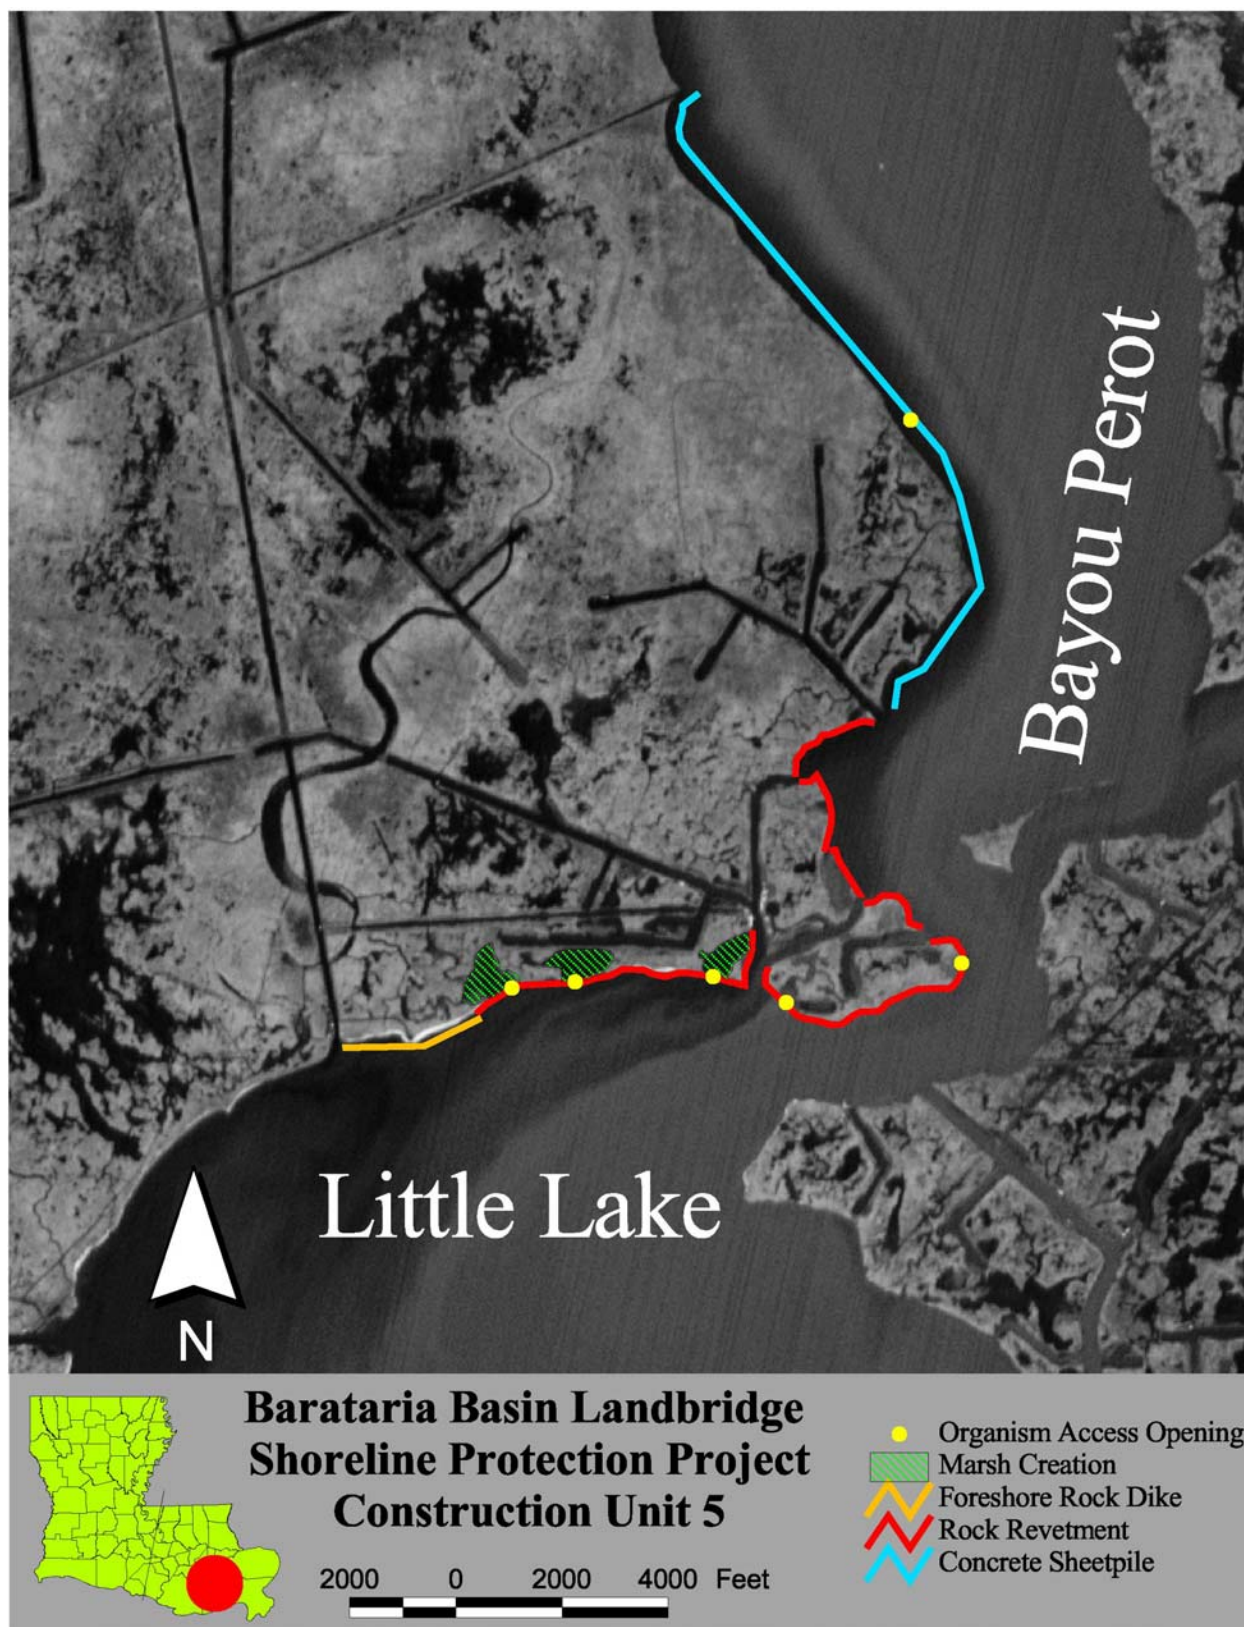 Bayou Perot
Little Lake
N
Barataria Basin Landbridge
Shoreline Protection Project
Construction Unit 5
2000 0 2000 4000 Feet
Organism Access Opening
Marsh Creation
Foreshore Rock Dike
Rock Revetment
Concrete Sheetpile